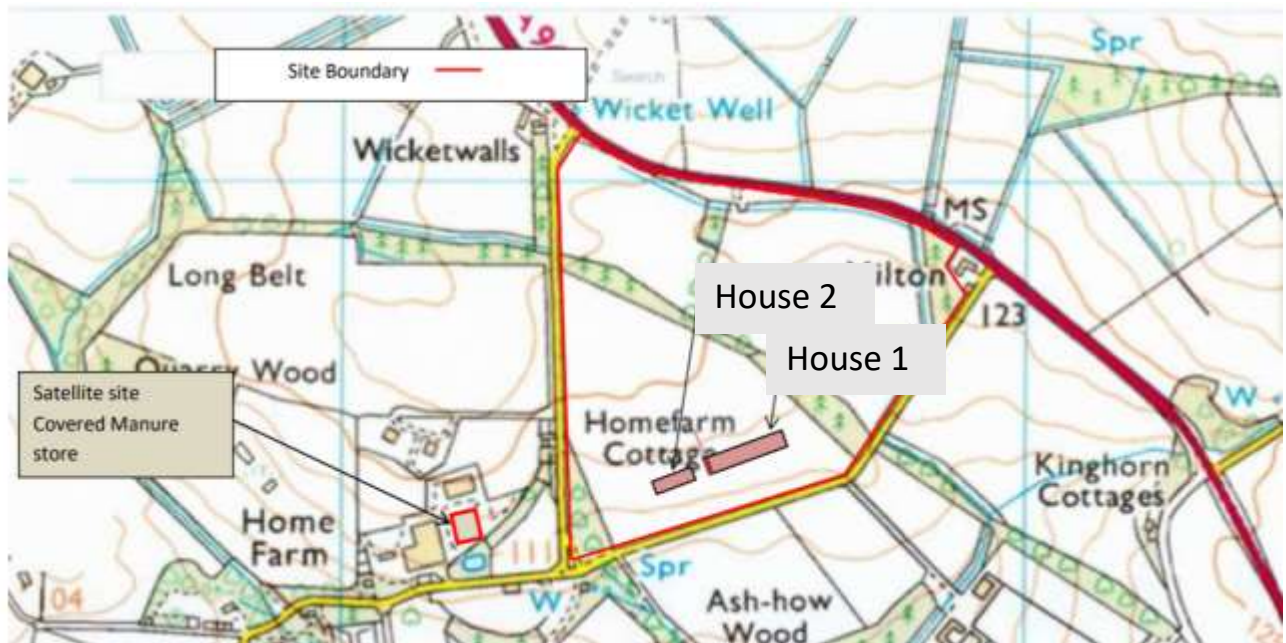 Spr
Site Boundary
Search
Wicket Well
Wicketwalls
MS
Long Belt
House 2
123
House 1
Quarry Wood
Satellite site
Covered Manure
store
W
Homefarm
Cottage
Kinghorn
Cottages
Home
Farm
111
Spr
04
W
Ash-how
Wood